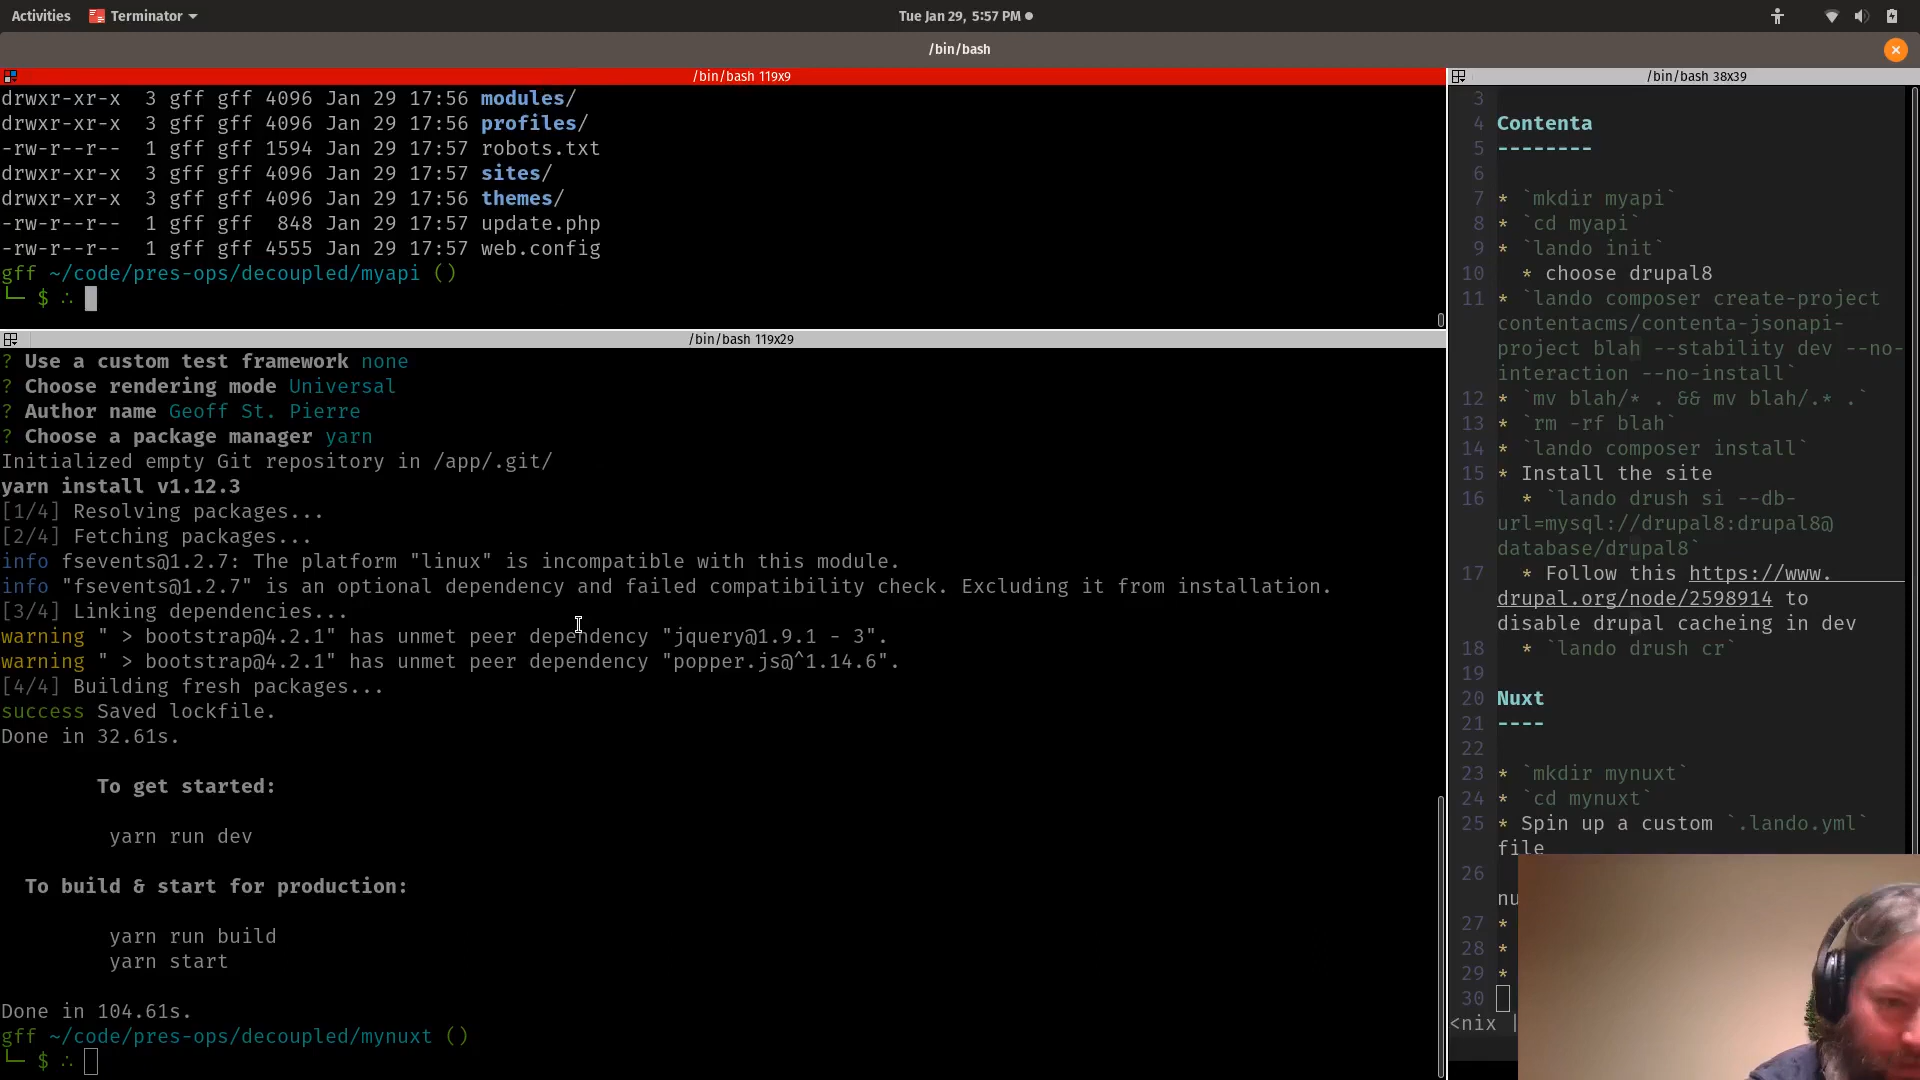 Activities
Terminator
Tue Jan 29, 5:57 PM
/bin/bash
/bin/bash 119x9
drwxr-xr-x  3 gff gff 4096 Jan 29 17:56 modules/
drwxr-xr-x  3 gff gff 4096 Jan 29 17:56 profiles/
-rw-r--r--  1 gff gff 1594 Jan 29 17:57 robots.txt
drwxr-xr-x  3 gff gff 4096 Jan 29 17:57 sites/
drwxr-xr-x  3 gff gff 4096 Jan 29 17:56 themes/
-rw-r--r--  1 gff gff  848 Jan 29 17:57 update.php
-rw-r--r--  1 gff gff 4555 Jan 29 17:57 web.config
gff ~/code/pres-ops/decoupled/myapi ()
└─ $ ∴
/bin/bash 119x29
? Use a custom test framework none
? Choose rendering mode Universal
? Author name Geoff St. Pierre
? Choose a package manager yarn
Initialized empty Git repository in /app/.git/
yarn install v1.12.3
[1/4] Resolving packages...
[2/4] Fetching packages...
info fsevents@1.2.7: The platform "linux" is incompatible with this module.
info "fsevents@1.2.7" is an optional dependency and failed compatibility check. Excluding it from installation.
[3/4] Linking dependencies...
warning " > bootstrap@4.2.1" has unmet peer dependency "jquery@1.9.1 - 3".
warning " > bootstrap@4.2.1" has unmet peer dependency "popper.js@^1.14.6".
[4/4] Building fresh packages...
success Saved lockfile.
Done in 32.61s.
To get started:
yarn run dev
To build & start for production:
yarn run build
yarn start
Done in 104.61s.
gff ~/code/pres-ops/decoupled/mynuxt ()
└─ $ ∴
/bin/bash 38x39
3
4 Contenta
5 --------
6
7 * `mkdir myapi`
8 * `cd myapi`
9 * `lando init`
10   * choose drupal8
11 * `lando composer create-project
contentacms/contenta-jsonapi-
project blah --stability dev --no-
interaction --no-install`
12 * `mv blah/* . && mv blah/.* .`
13 * `rm -rf blah`
14 * `lando composer install`
15 * Install the site
16   * `lando drush si --db-
url=mysql://drupal8:drupal8@
database/drupal8`
17   * Follow this https://www.
drupal.org/node/2598914 to
disable drupal cacheing in dev
18   * `lando drush cr`
19
20 Nuxt
21 ----
22
23 * `mkdir mynuxt`
24 * `cd mynuxt`
25 * Spin up a custom `.lando.yml`
file
26
nu
27 *
28 *
29 *
30
<nix |